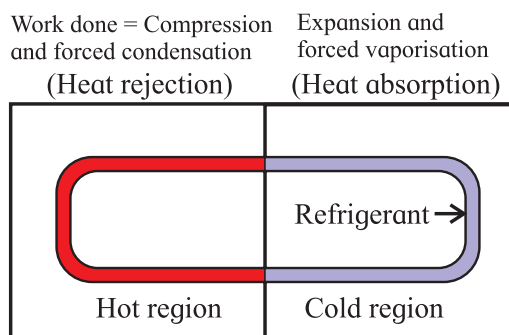 Work done = Compression
and forced condensation
(Heat rejection)
Expansion and
forced vaporisation
(Heat absorption)
Refrigerant
Hot region
Cold region